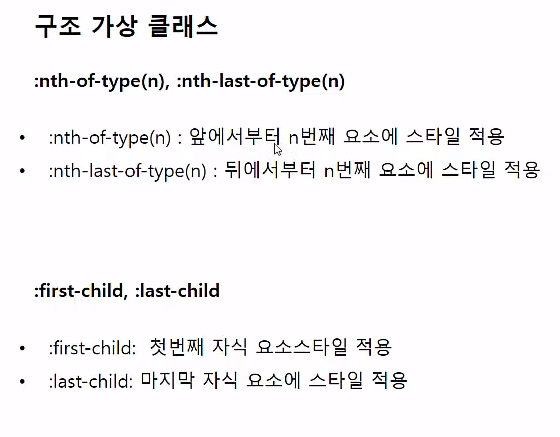 구조 가상 클래스
:nth-of-type(n), :nth-last-of-type(n)
• :nth-of-type(n) : 앞에서부터 n번째 요소에 스타일 적용
• :nth-last-of-type(n) : 뒤에서부터 n번째 요소에 스타일 적용
:first-child, :last-child
• :first-child: 첫번째 자식 요소스타일 적용
• :last-child: 마지막 자식 요소에 스타일 적용